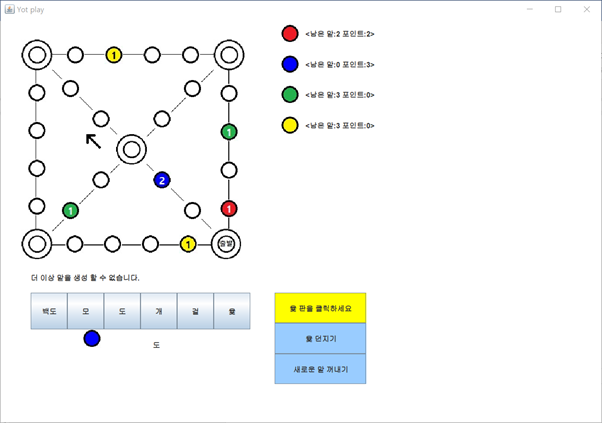 Yot play
<남은 말:2 포인트:2>
1
<남은 말:0 포인트:3>
<남은 말:3 포인트:0>
<남은 말:3 포인트:0>
1
2
1
1
1
출발
더 이상 말을 생성 할 수 없습니다.
백도 모 도 개 걸 윷
윷 판을 클릭하세요
윷 던지기
도
새로운 말 꺼내기